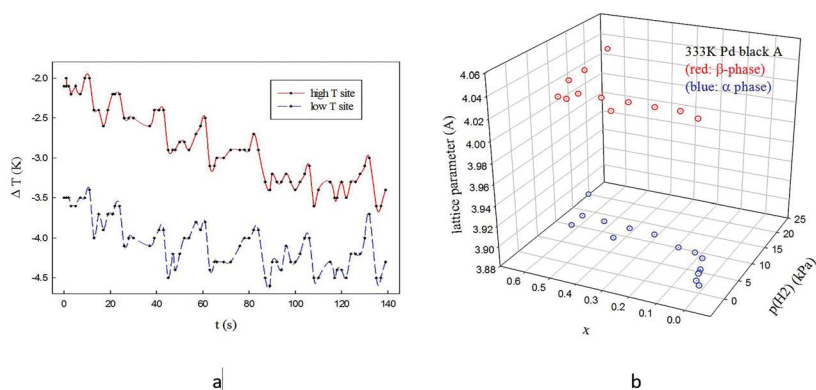 -2.0
-2.5
-3.0
-3.5
-4.0
-4.5
Δ T (K)
high T site
low T site
0 20 40 60 80 100 120 140
t (s)
a
333K Pd black A
(red: β-phase)
(blue: α phase)
4.06
4.04
4.02
4.00
3.98
3.96
3.94
3.92
3.90
3.88
lattice parameter (A)
0.6 0.5 0.4 0.3 0.2 0.1 0.0
x
0
5
10
15
20
25
p(H2) (kPa)
b